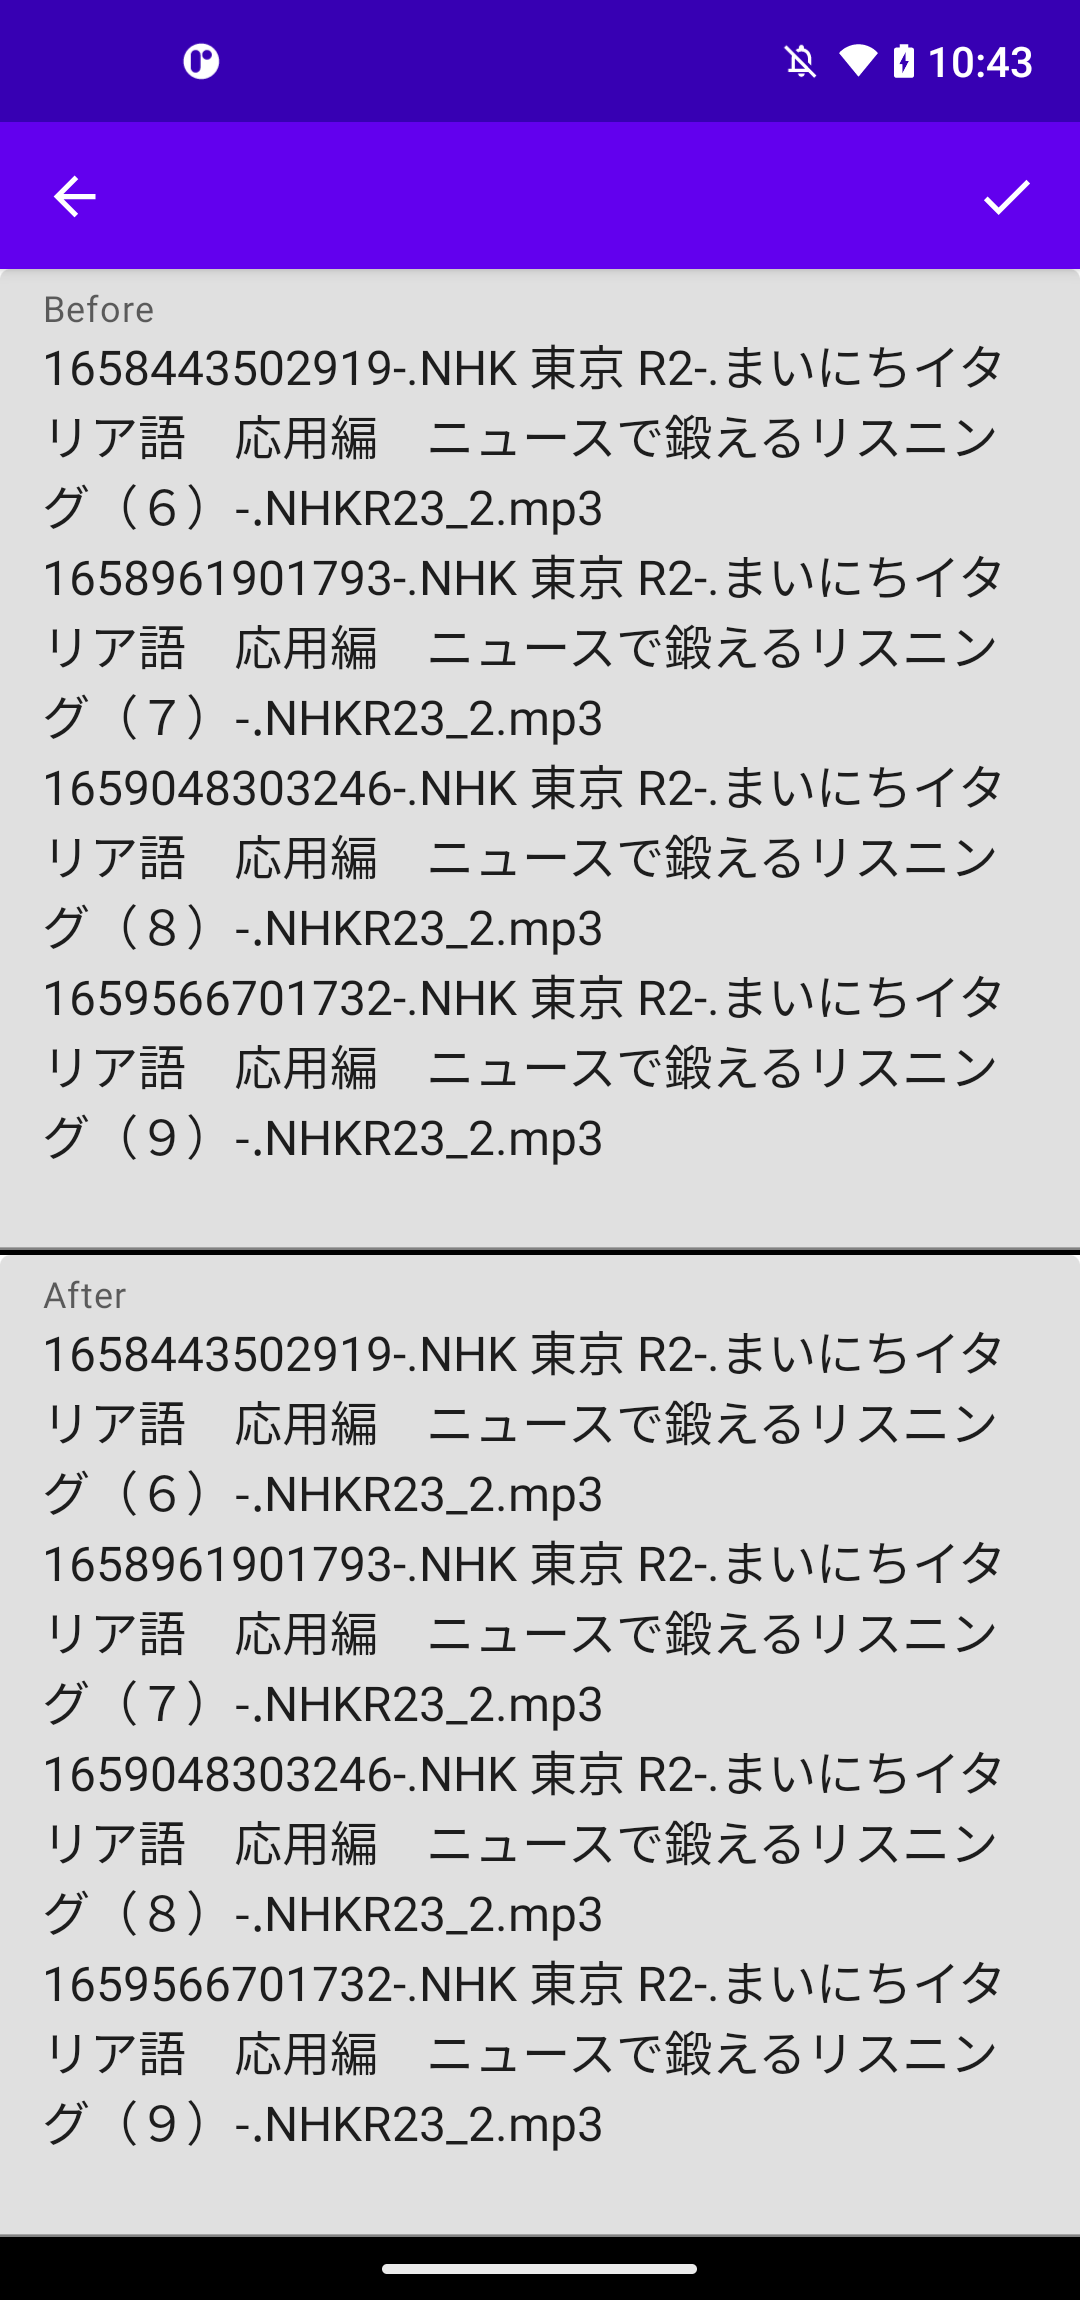 10:43
Before
1658443502919-.NHK 東京 R2-.まいにちイタ
リア語　応用編　ニュースで鍛えるリスニン
グ（６）-.NHKR23_2.mp3
1658961901793-.NHK 東京 R2-.まいにちイタ
リア語　応用編　ニュースで鍛えるリスニン
グ（７）-.NHKR23_2.mp3
1659048303246-.NHK 東京 R2-.まいにちイタ
リア語　応用編　ニュースで鍛えるリスニン
グ（８）-.NHKR23_2.mp3
1659566701732-.NHK 東京 R2-.まいにちイタ
リア語　応用編　ニュースで鍛えるリスニン
グ（９）-.NHKR23_2.mp3
After
1658443502919-.NHK 東京 R2-.まいにちイタ
リア語　応用編　ニュースで鍛えるリスニン
グ（６）-.NHKR23_2.mp3
1658961901793-.NHK 東京 R2-.まいにちイタ
リア語　応用編　ニュースで鍛えるリスニン
グ（７）-.NHKR23_2.mp3
1659048303246-.NHK 東京 R2-.まいにちイタ
リア語　応用編　ニュースで鍛えるリスニン
グ（８）-.NHKR23_2.mp3
1659566701732-.NHK 東京 R2-.まいにちイタ
リア語　応用編　ニュースで鍛えるリスニン
グ（９）-.NHKR23_2.mp3